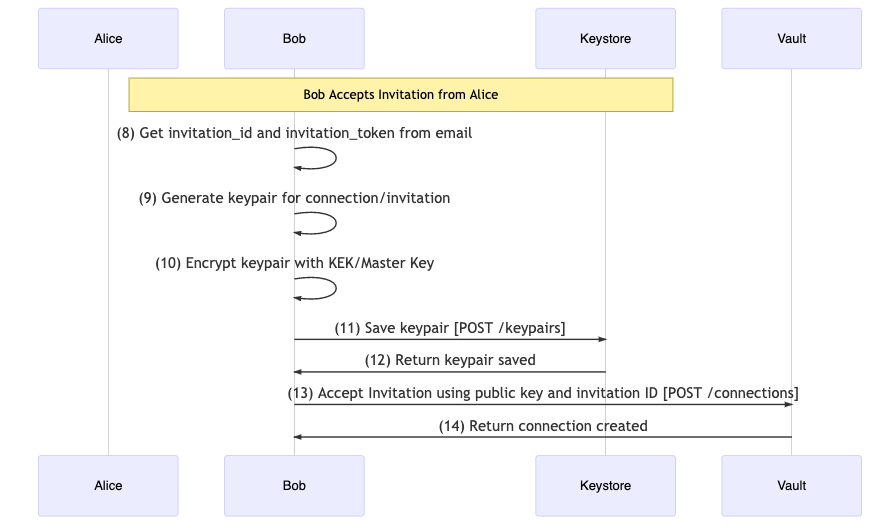 Alice
Bob
Keystore
Vault
Bob Accepts Invitation from Alice
(8) Get invitation_id and invitation_token from email
(9) Generate keypair for connection/invitation
(10) Encrypt keypair with KEK/Master Key
(11) Save keypair [POST /keypairs]
(12) Return keypair saved
(13) Accept Invitation using public key and invitation ID [POST /connections]
(14) Return connection created
Alice
Bob
Keystore
Vault